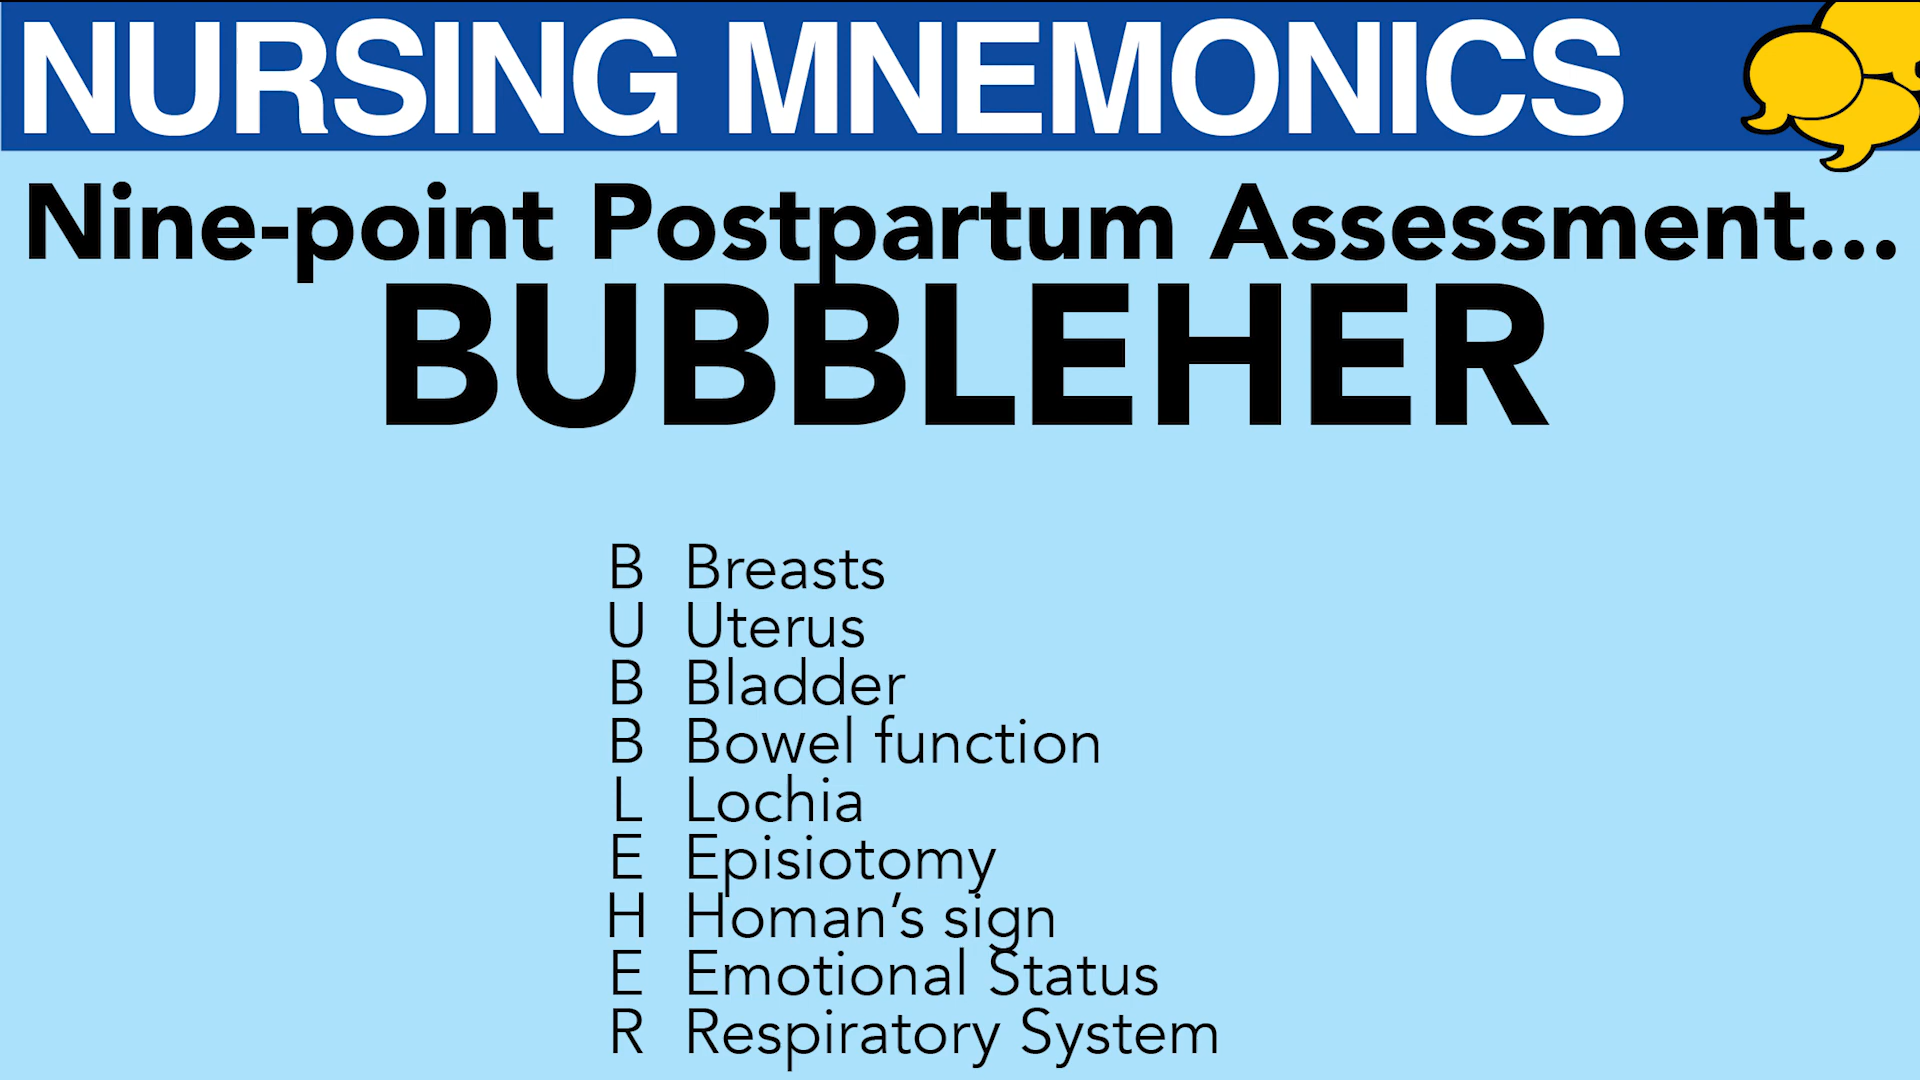 NURSING MNEMONICS
Nine-point Postpartum Assessment...
BUBBLEHER
B Breasts
U Uterus
B Bladder
B Bowel function
L Lochia
E Episiotomy
H Homan’s sign
E Emotional Status
R Respiratory System